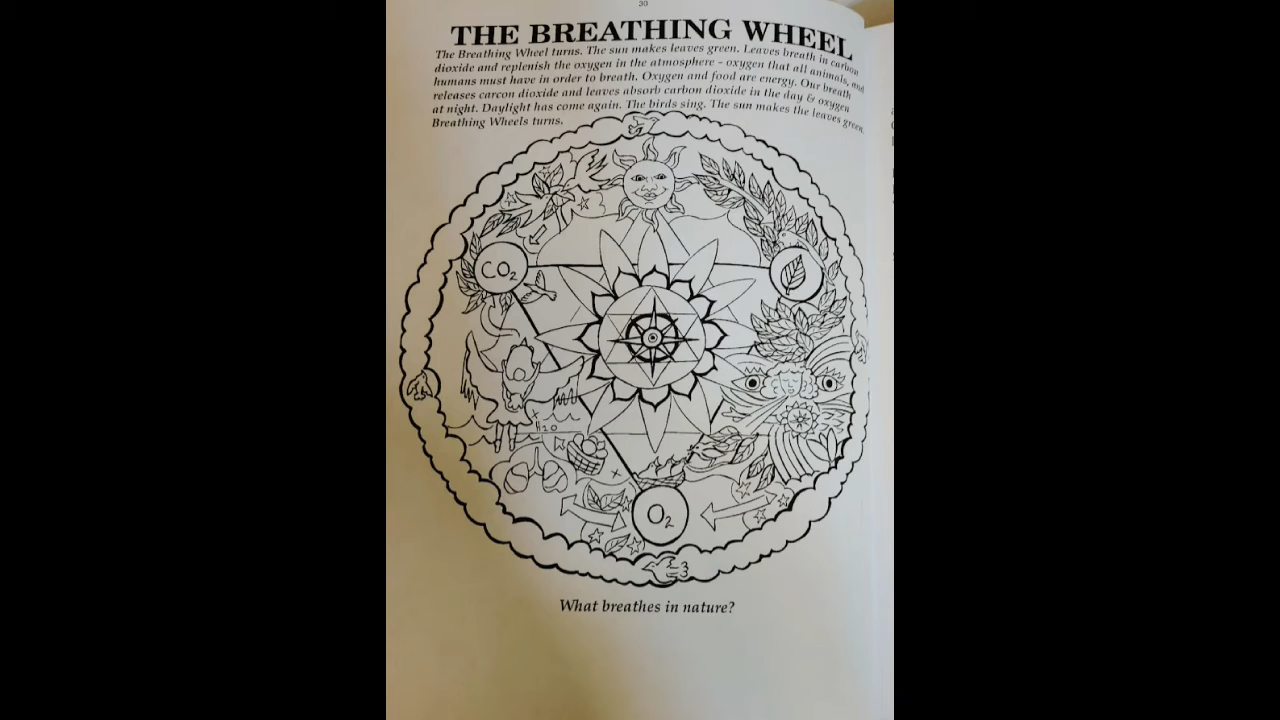 30
THE BREATHING WHEEL
The Breathing Wheel turns. The sun makes leaves green. Leaves breath in carbon
dioxide and replenish the oxygen in the atmosphere - oxygen that all animals, and
humans must have in order to breath. Oxygen and food are energy. Our breath
releases carcon dioxide and leaves absorb carbon dioxide in the day & oxygen
at night. Daylight has come again. The birds sing. The sun makes the leaves green.
Breathing Wheels turns.
CO2
H2O
O2
What breathes in nature?